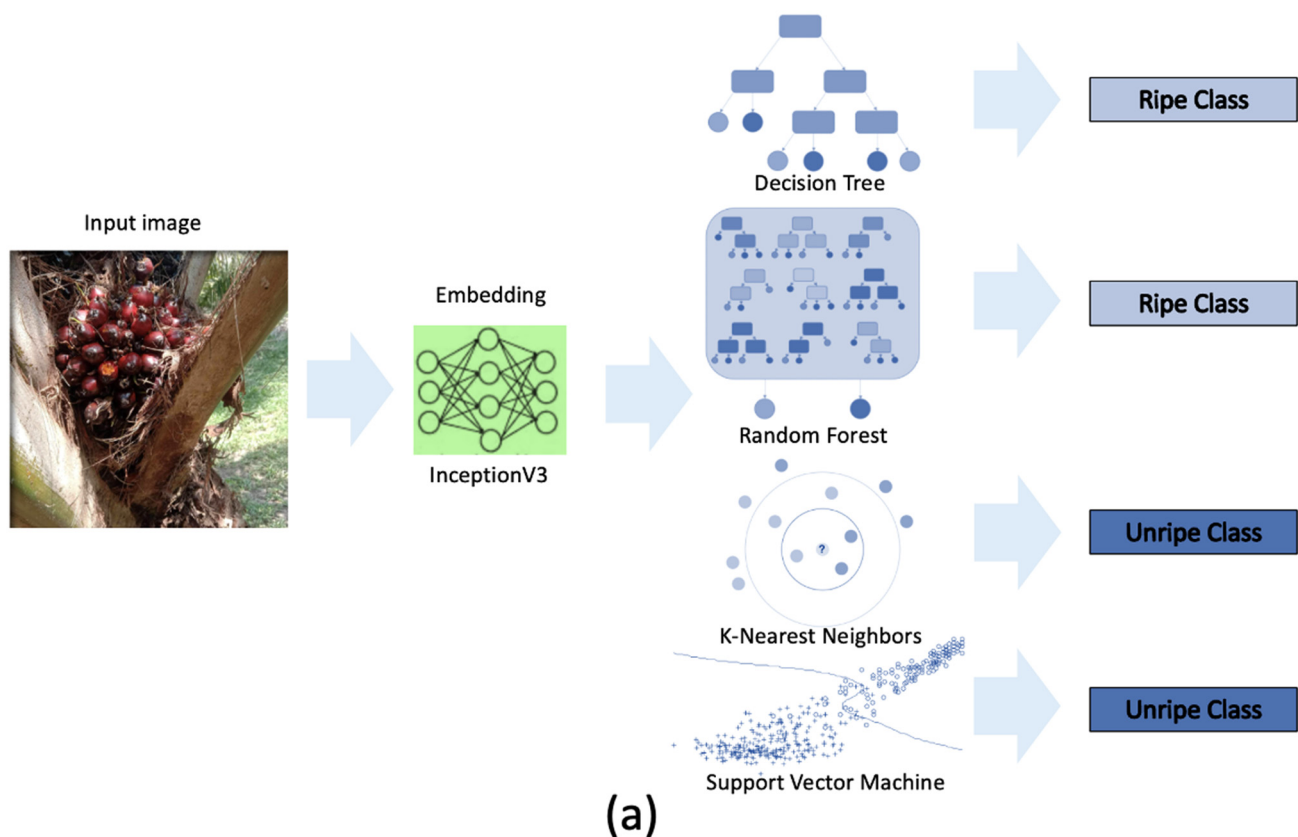 Input image
Embedding
InceptionV3
Decision Tree
Ripe Class
Random Forest
Ripe Class
?
K-Nearest Neighbors
Unripe Class
Support Vector Machine
Unripe Class
(a)